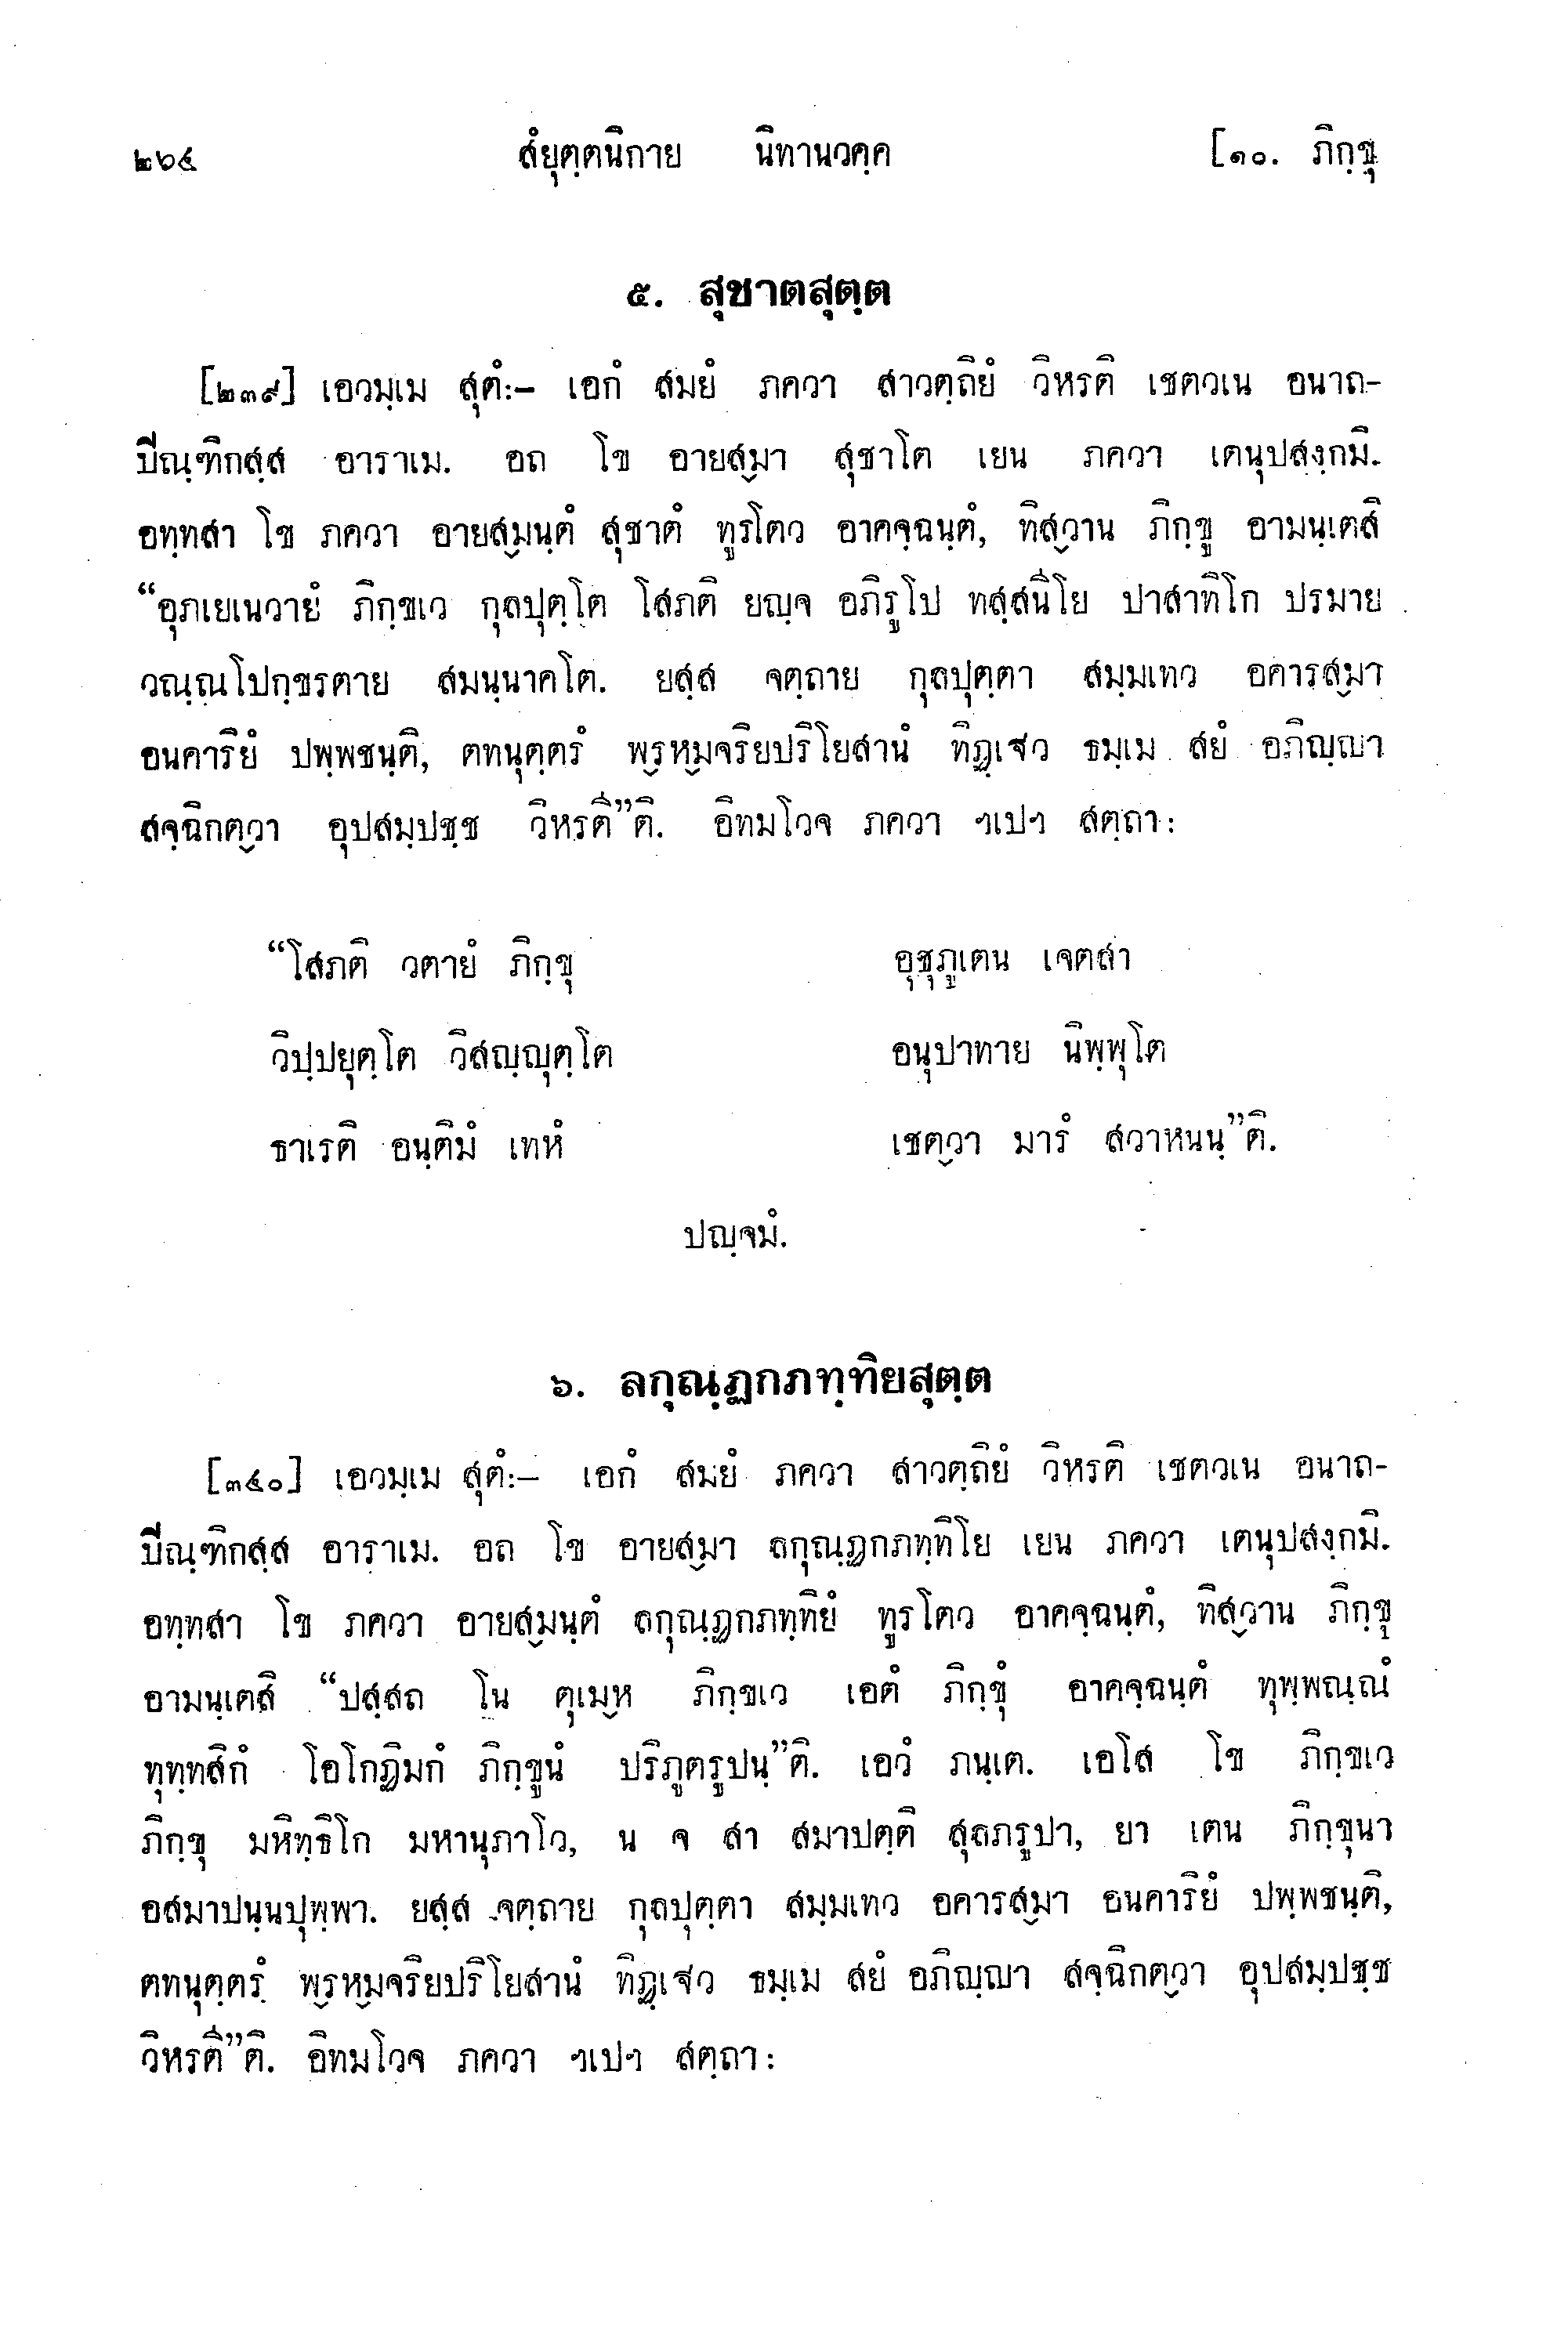 ๒๖๔ สํยุตฺตนิกาย นิทานวคฺค [๑๐. ภิกฺขุ
๕. สุชาตสุตฺต
[๒๓๙] เอวมฺเม สุตํ:– เอกํ สมยํ ภควา สาวตฺถิยํ วิหรติ เชตวเน อนาถ-
ปิณฺฑิกสฺส อาราเม. อถ โข อายสฺมา สุชาโต เยน ภควา เตนุปสงฺกมิ.
อทฺทสา โข ภควา อายสฺมนฺตํ สุชาตํ ทูรโตว อาคจฺฉนฺตํ, ทิสฺวาน ภิกฺขู อามนฺเตสิ
“อุภเยเนวายํ ภิกฺขเว กุลปุตฺโต โสภติ ยญฺจ อภิรูโป ทสฺสนีโย ปาสาทิโก ปรมาย
วณฺณโปกฺขรตาย สมนฺนาคโต. ยสฺส จตฺถาย กุลปุตฺตา สมฺมเทว อคารสฺมา
อนคาริยํ ปพฺพชนฺติ, ตทนุตฺตรํ พฺรหฺมจริยปริโยสานํ ทิฏฺเฐว ธมฺเม สยํ อภิญฺญา
สจฺฉิกตฺวา อุปสมฺปชฺช วิหรตี”ติ. อิทมโวจ ภควา ฯเปฯ สตฺถา:
“โสภติ วตายํ ภิกฺขุ อุชุภูเตน เจตสา
วิปฺปยุตฺโต วิสญฺญุตฺโต อนุปาทาย นิพฺพุโต
ธาเรติ อนฺติมํ เทหํ เชตฺวา มารํ สวาหนนฺ”ติ.
ปญฺจมํ.
๖. ลกุณฺฏกภทฺทิยสุตฺต
[๓๔๐] เอวมฺเม สุตํ:– เอกํ สมยํ ภควา สาวตฺถิยํ วิหรติ เชตวเน อนาถ-
ปิณฺฑิกสฺส อาราเม. อถ โข อายสฺมา ลกุณฺฏกภทฺทิโย เยน ภควา เตนุปสงฺกมิ.
อทฺทสา โข ภควา อายสฺมนฺตํ ลกุณฺฏกภทฺทิยํ ทูรโตว อาคจฺฉนฺตํ, ทิสฺวาน ภิกฺขุ
อามนฺเตสิ “ปสฺสถ โน ตุเมฺห ภิกฺขเว เอตํ ภิกฺขุํ อาคจฺฉนฺตํ ทุพฺพณฺณํ
ทุทฺทสิกํ โอโกฏิมกํ ภิกฺขูนํ ปริภูตรูปนฺ”ติ. เอวํ ภนฺเต. เอโส โข ภิกฺขเว
ภิกฺขุ มหิทฺธิโก มหานุภาโว, น จ สา สมาปตฺติ สุลภรูปา, ยา เตน ภิกฺขุนา
อสมาปนฺนปุพฺพา. ยสฺส จตฺถาย กุลปุตฺตา สมฺมเทว อคารสฺมา อนคาริยํ ปพฺพชนฺติ,
ตทนุตฺตรํ พฺรหฺมจริยปริโยสานํ ทิฏฺเฐว ธมฺเม สยํ อภิญฺญา สจฺฉิกตฺวา อุปสมฺปชฺช
วิหรตี”ติ. อิทมโวจ ภควา ฯเปฯ สตฺถา: